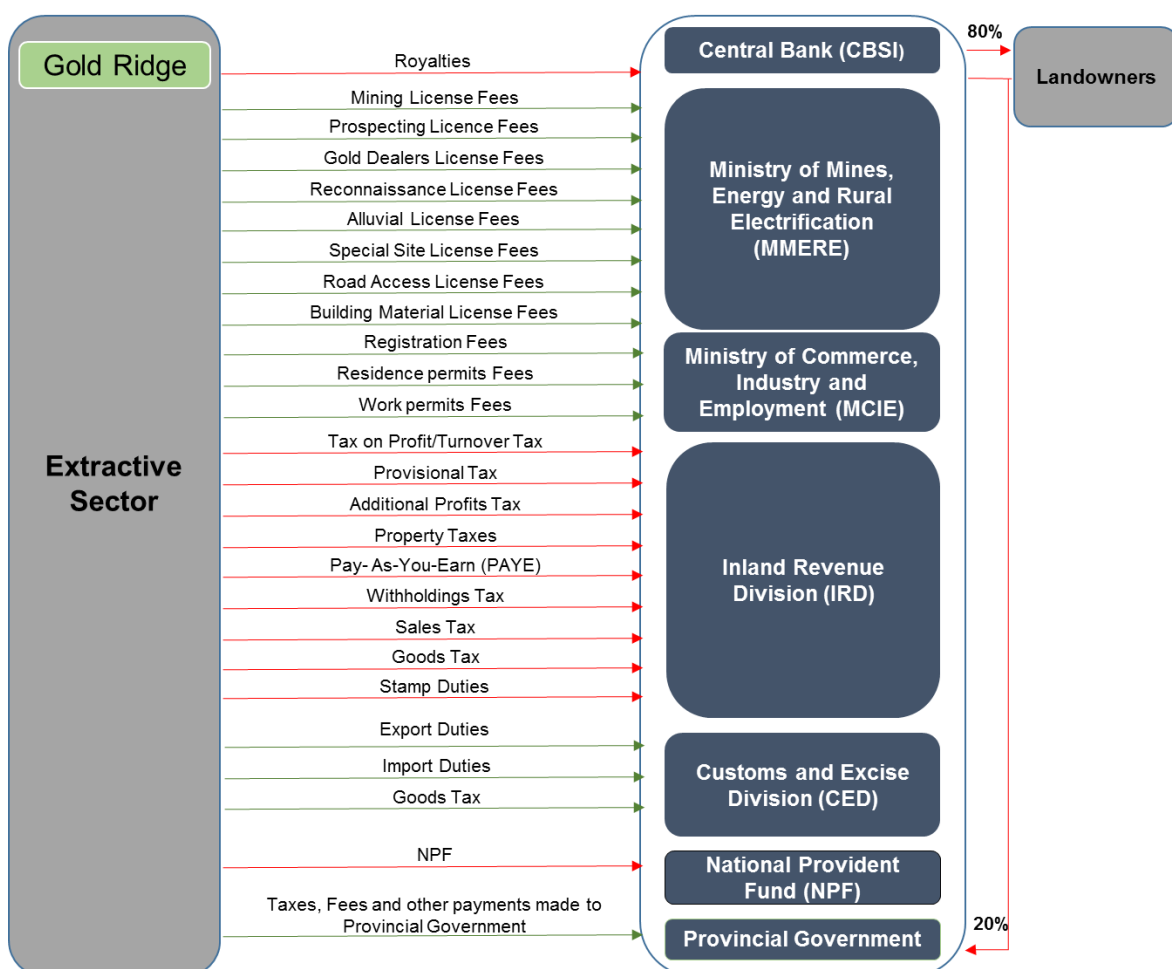 80%
Gold Ridge
Central Bank (CBSI)
Landowners
Royalties
Mining License Fees
Prospecting Licence Fees
Gold Dealers License Fees
Reconnaissance License Fees
Alluvial License Fees
Special Site License Fees
Road Access License Fees
Building Material License Fees
Ministry of Mines,
Energy and Rural
Electrification
(MMERE)
Registration Fees
Residence permits Fees
Work permits Fees
Ministry of Commerce,
Industry and
Employment (MCIE)
Extractive
Sector
Tax on Profit/Turnover Tax
Provisional Tax
Additional Profits Tax
Property Taxes
Pay- As-You-Earn (PAYE)
Withholdings Tax
Sales Tax
Goods Tax
Stamp Duties
Inland Revenue
Division (IRD)
Export Duties
Import Duties
Goods Tax
Customs and Excise
Division (CED)
NPF
National Provident
Fund (NPF)
Taxes, Fees and other payments made to
Provincial Government
Provincial Government
20%